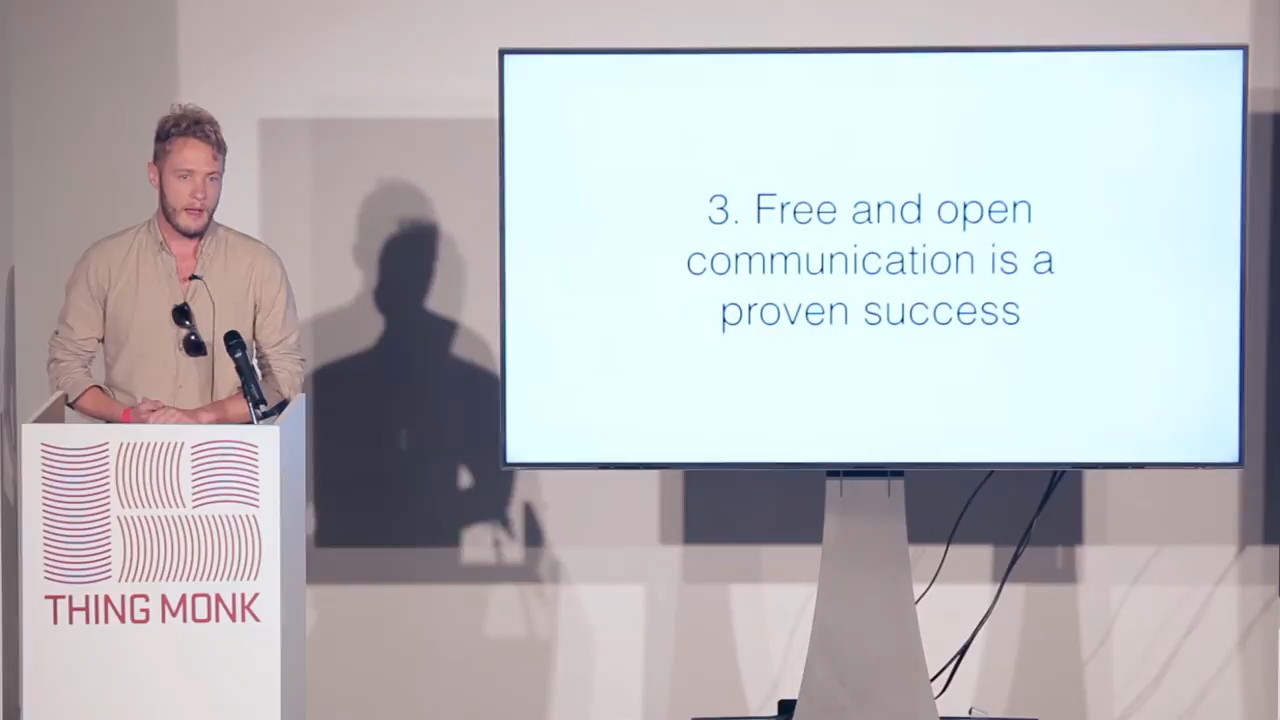 3. Free and open
communication is a
proven success
THING MONK